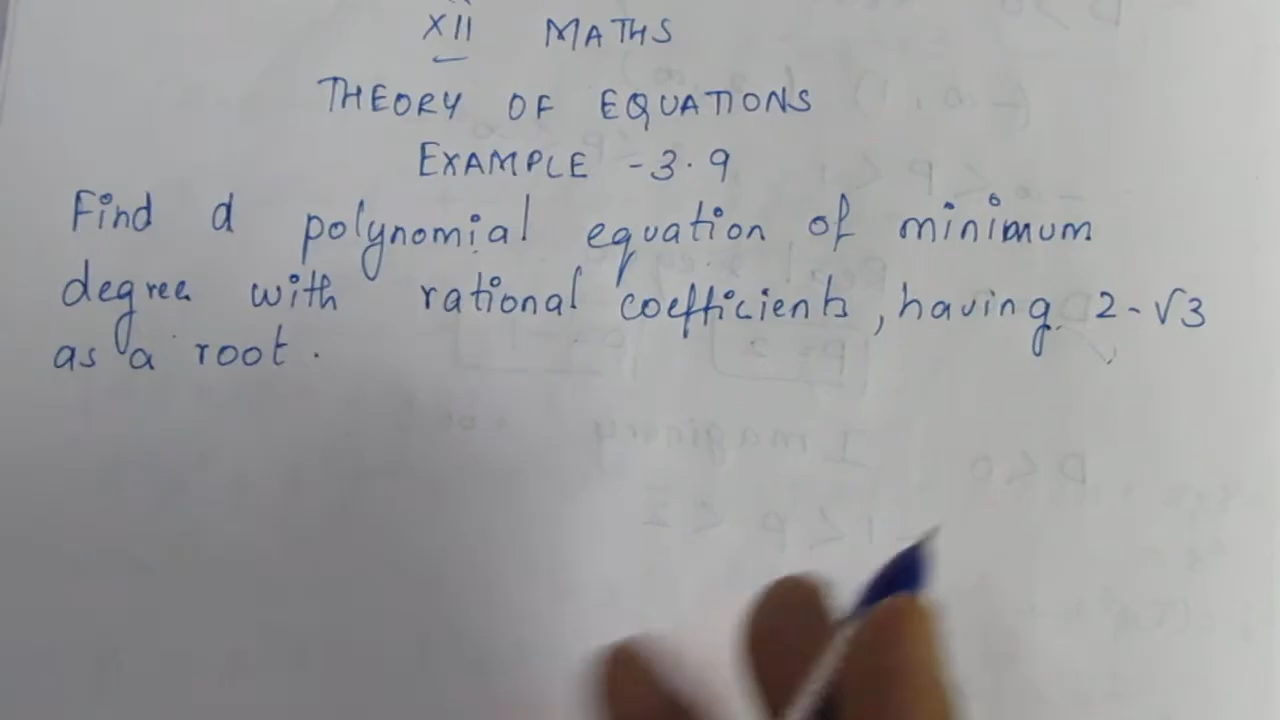 XII MATHS
THEORY OF EQUATIONS
EXAMPLE - 3.9
Find a polynomial equation of minimum
degree with rational coefficients, having 2-√3
as a root.